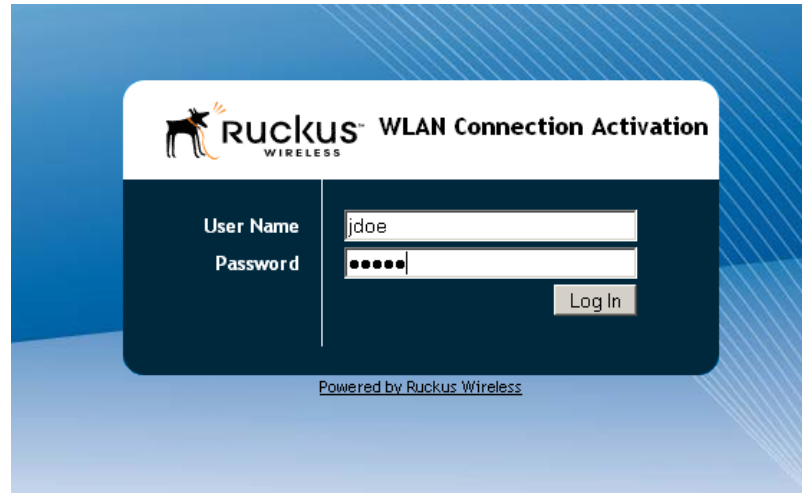 RUCKUS™ WLAN Connection Activation
WIRELESS
User Name jdoe
Password •••••
Log In
Powered by Ruckus Wireless